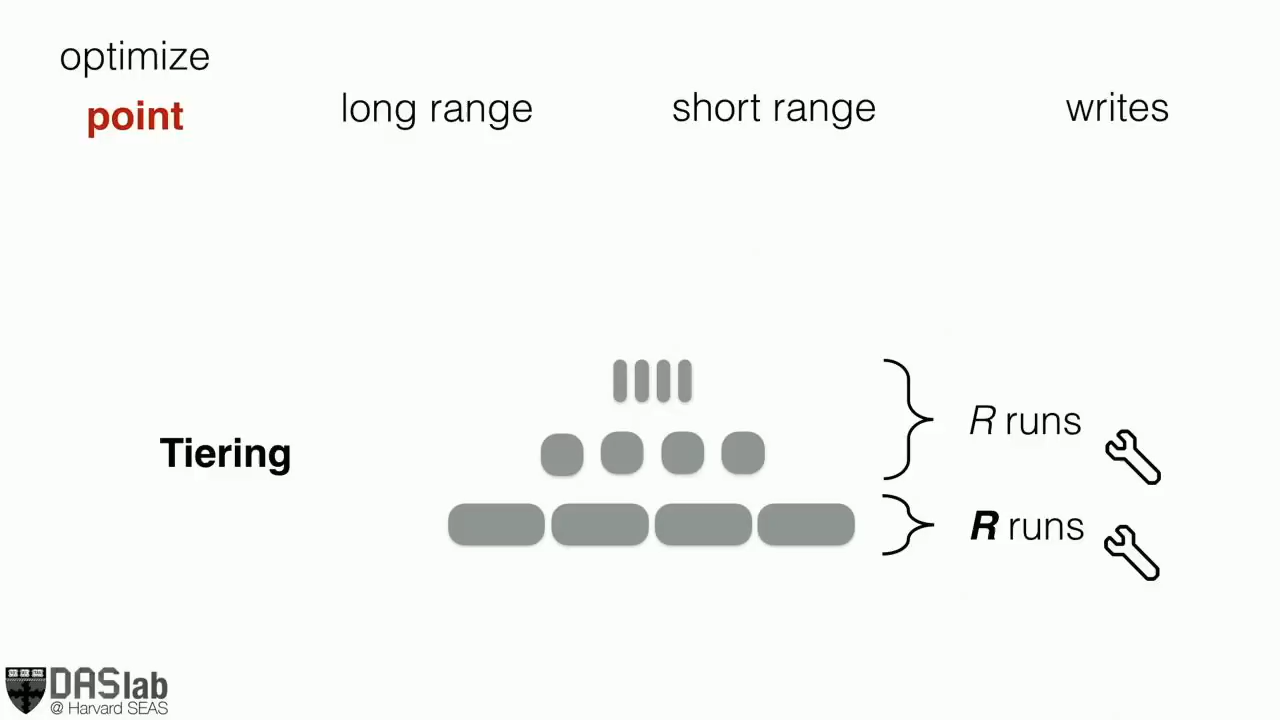 optimize
point
long range
short range
writes
Tiering
R runs
R runs
DASlab
@ Harvard SEAS